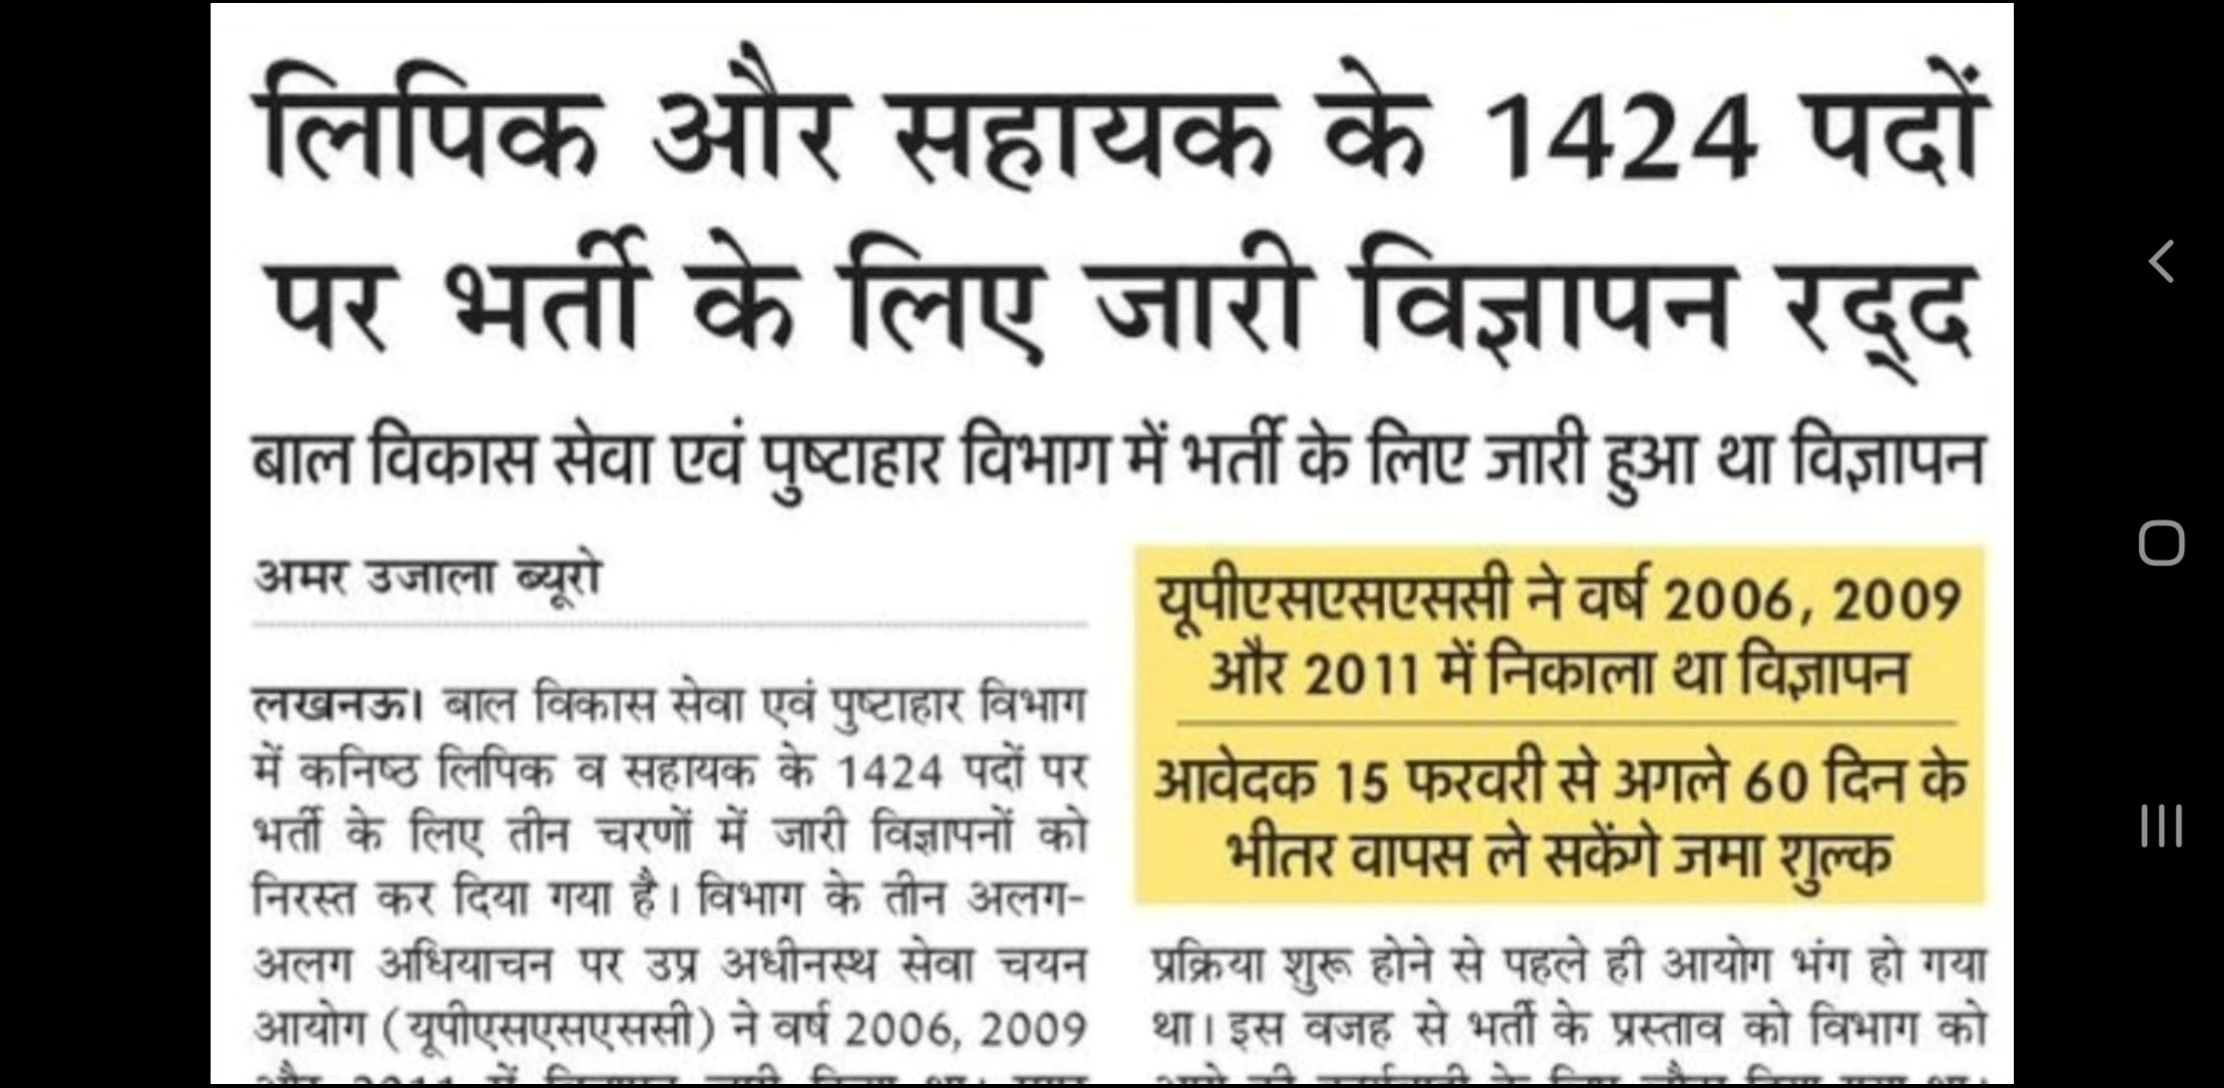 लिपिक और सहायक के 1424 पदों
पर भर्ती के लिए जारी विज्ञापन रद्द
बाल विकास सेवा एवं पुष्टाहार विभाग में भर्ती के लिए जारी हुआ था विज्ञापन
अमर उजाला ब्यूरो
लखनऊ। बाल विकास सेवा एवं पुष्टाहार विभाग
में कनिष्ठ लिपिक व सहायक के 1424 पदों पर
भर्ती के लिए तीन चरणों में जारी विज्ञापनों को
निरस्त कर दिया गया है। विभाग के तीन अलग-
अलग अधियाचन पर उप्र अधीनस्थ सेवा चयन
आयोग (यूपीएसएसएससी) ने वर्ष 2006, 2009
यूपीएसएसएससी ने वर्ष 2006, 2009
और 2011 में निकाला था विज्ञापन
आवेदक 15 फरवरी से अगले 60 दिन के
भीतर वापस ले सकेंगे जमा शुल्क
प्रक्रिया शुरू होने से पहले ही आयोग भंग हो गया
था। इस वजह से भर्ती के प्रस्ताव को विभाग को